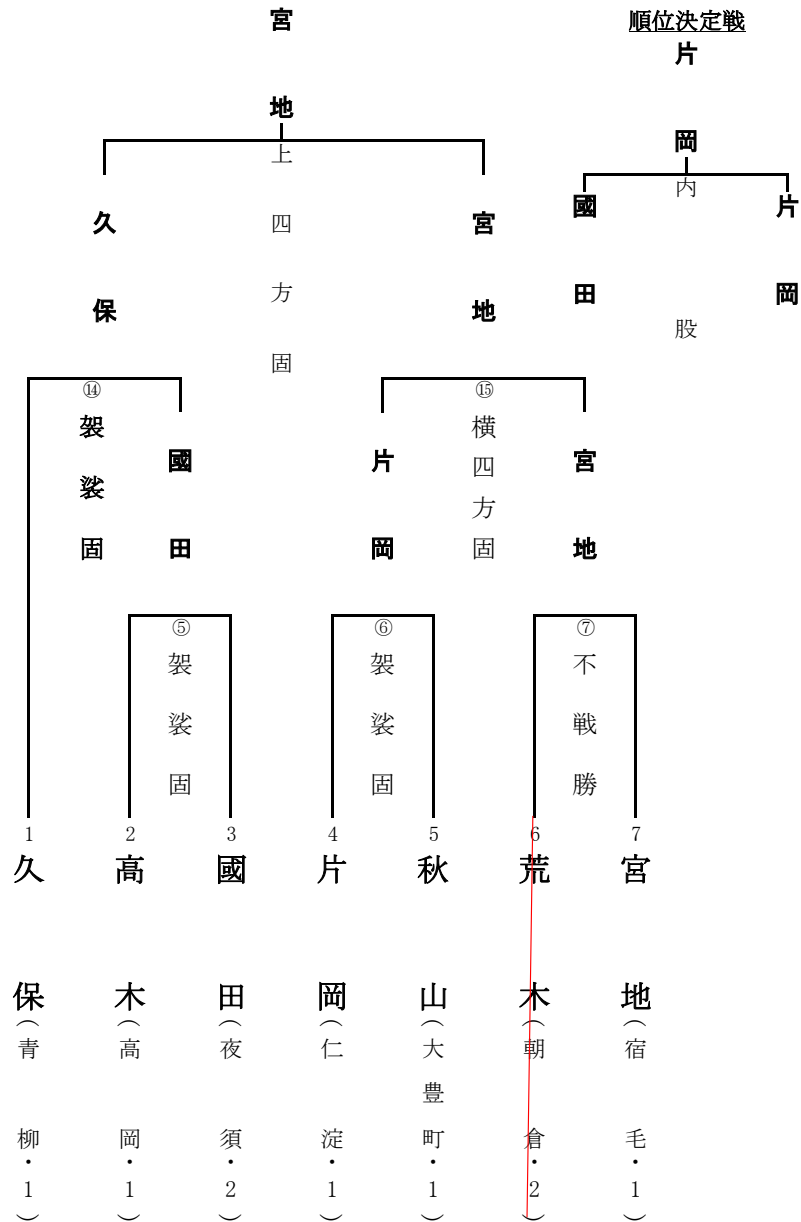 順位決定戦
宮地
片岡
上四方固
内股
久保
宮地
國田
片岡
⑭
袈裟固
⑮
横四方固
國田
片岡
宮地
⑤
袈裟固
⑥
袈裟固
⑦
不戦勝
1
久保(青柳・1)
2
高木(高岡・1)
3
國田(夜須・2)
4
片岡(仁淀・1)
5
秋山(大豊町・1)
6
荒木(朝倉・2)
7
宮地(宿毛・1)